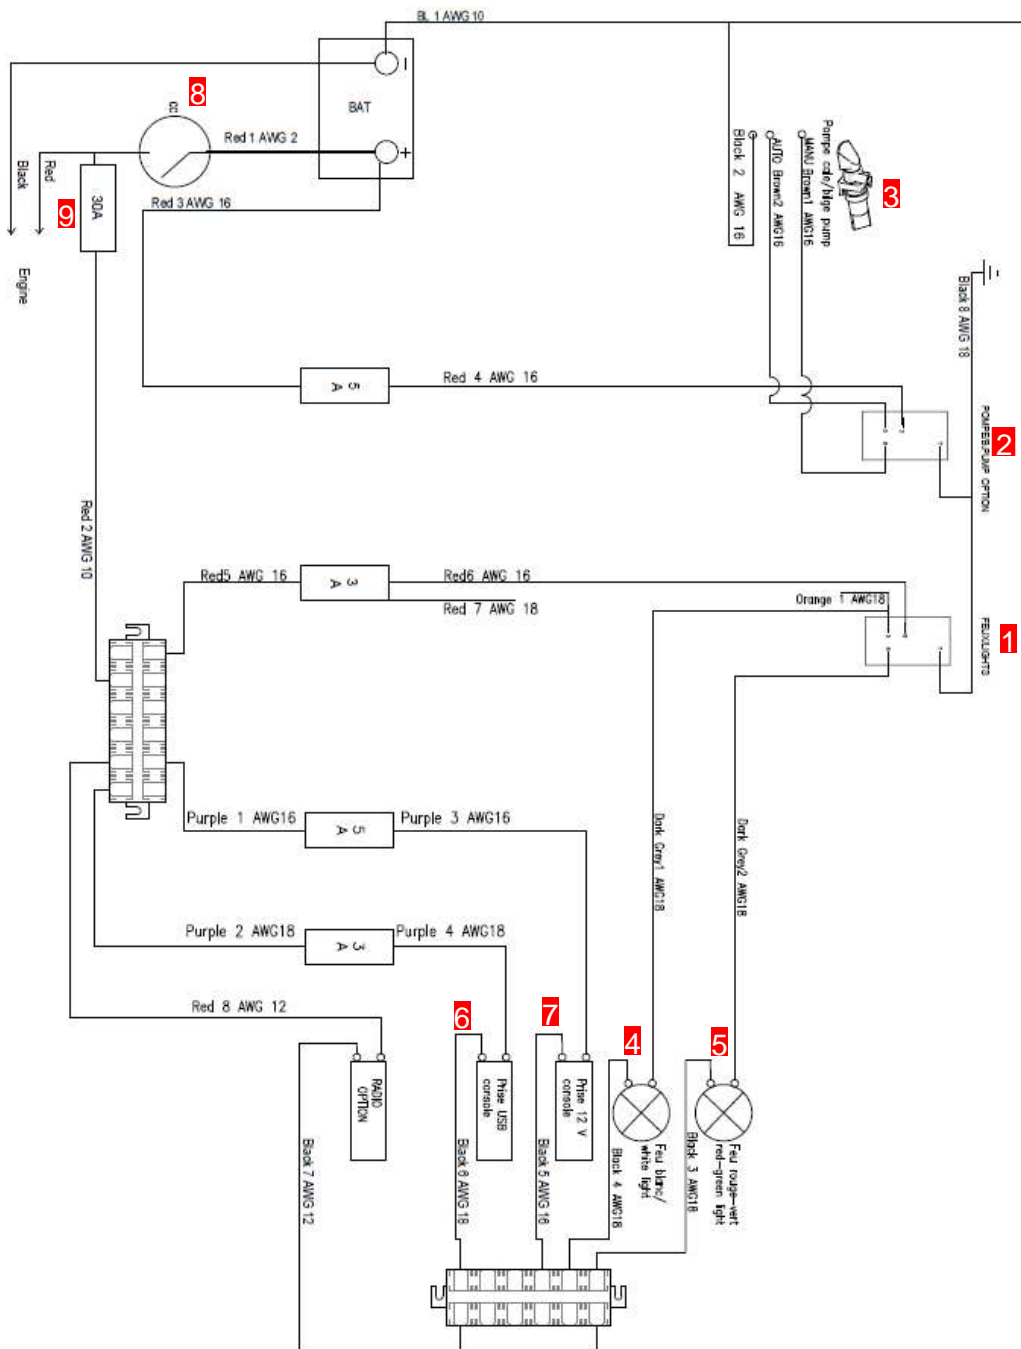 BL 1 AWG 10
8
cc
BAT
Red 1 AWG 2
Red 3 AWG 16
Black
Red
9
30A
Engine
Pompe cale/bilge pump
MANU Brown1 AWG16
AUTO Brown2 AWG16
Black 2 AWG 16
3
Black 8 AWG 18
5
A
Red 4 AWG 16
POMPE/B.PUMP OPTION
2
Red 2 AWG 10
Red5 AWG 16
3
A
Red6 AWG 16
Red 7 AWG 18
Orange 1 AWG18
FEUX/LIGHTS
1
Purple 1 AWG16
5
A
Purple 3 AWG16
Dark Grey1 AWG18
Dark Grey2 AWG18
Purple 2 AWG18
3
A
Purple 4 AWG18
Red 8 AWG 12
6
7
4
5
RADIO
OPTION
Prise USB
console
Prise 12 V
console
Feu blanc/
white light
Feu rouge-vert
red-green light
Black 7 AWG 12
Black 6 AWG 18
Black 5 AWG 16
Black 4 AWG18
Black 3 AWG18